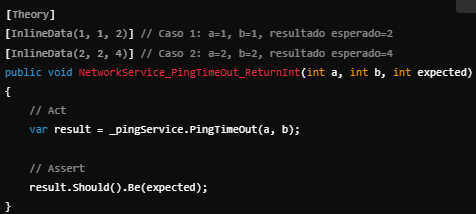 [Theory]
[InlineData(1, 1, 2)] // Caso 1: a=1, b=1, resultado esperado=2
[InlineData(2, 2, 4)] // Caso 2: a=2, b=2, resultado esperado=4
public void NetworkService_PingTimeOut_ReturnInt(int a, int b, int expected)
{
    // Act
    var result = _pingService.PingTimeOut(a, b);

    // Assert
    result.Should().Be(expected);
}